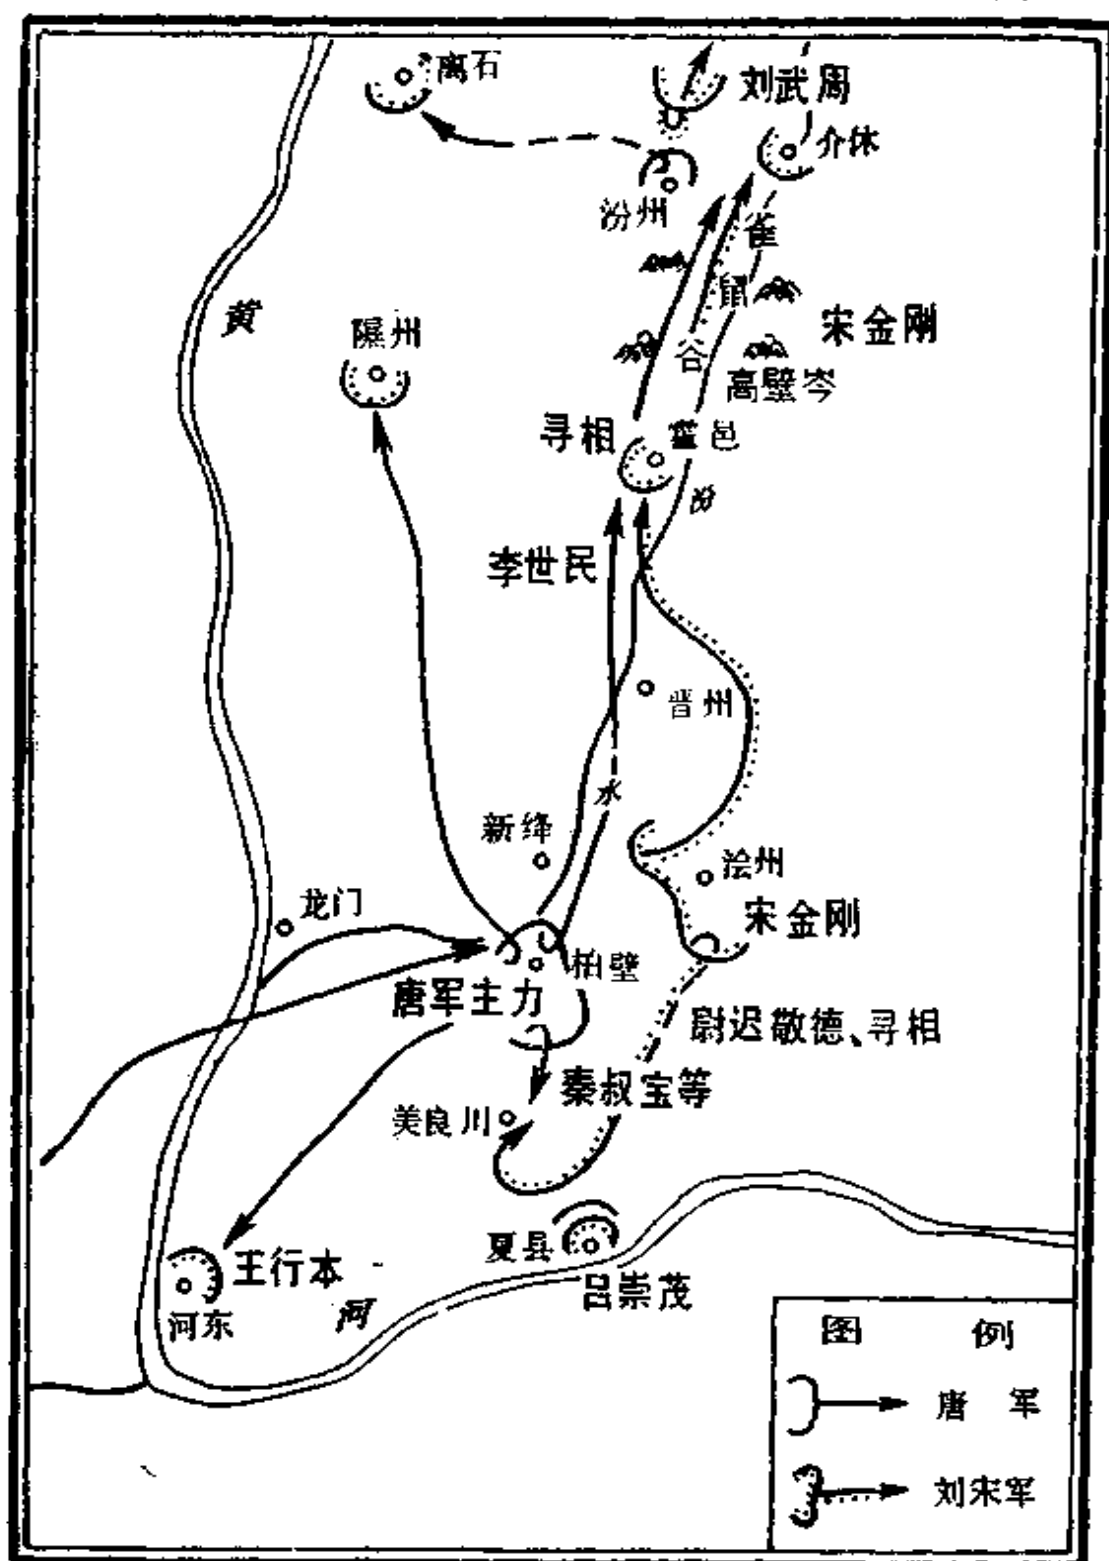 离石
刘武周
介休
汾州
雀
鼠
谷
黄
隰州
宋金刚
高壁岑
寻相
霍邑
汾
李世民
晋州
水
新绛
浍州
龙门
宋金刚
柏壁
唐军主力
尉迟敬德、寻相
秦叔宝等
美良川
夏县
王行本
吕崇茂
河东
河
图 例
唐 军
刘宋军